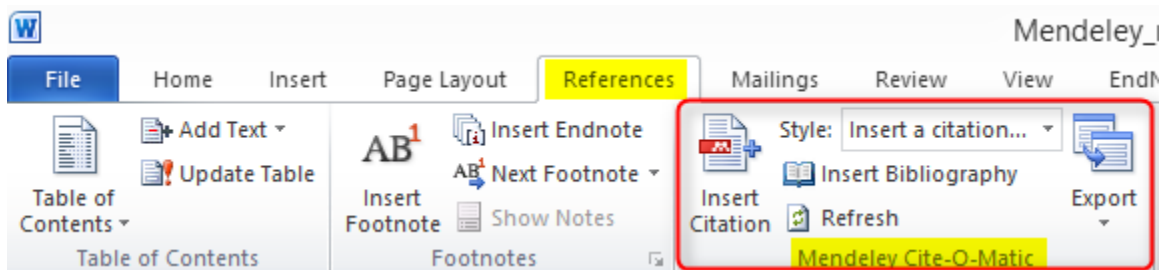 W
Mendeley_
File Home Insert Page Layout References Mailings Review View
Table of Contents
Add Text
Update Table
Table of Contents
AB1
Insert Footnote
Insert Endnote
AB1 Next Footnote
Show Notes
Footnotes
Insert Citation
Style: Insert a citation...
Insert Bibliography
Refresh
Export
Mendeley Cite-O-Matic